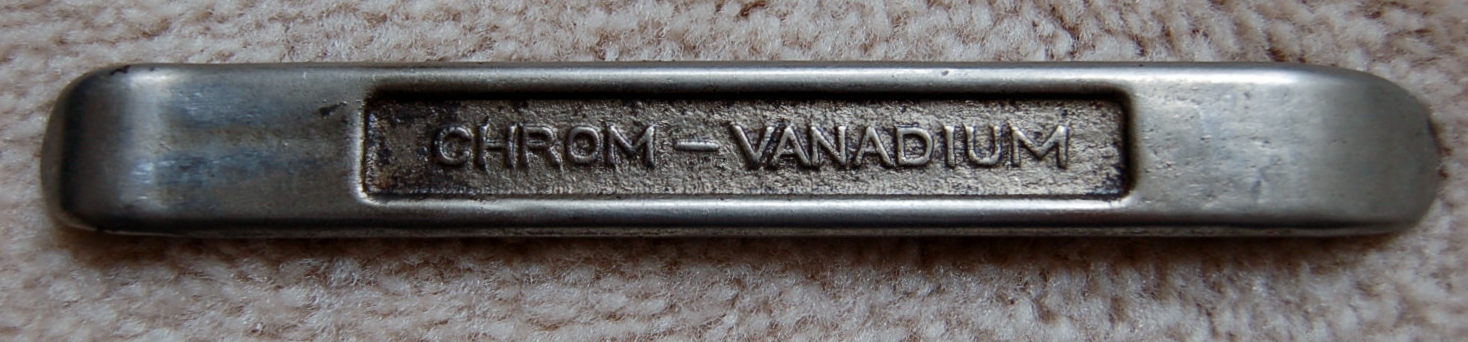 CHROM – VANADIUM